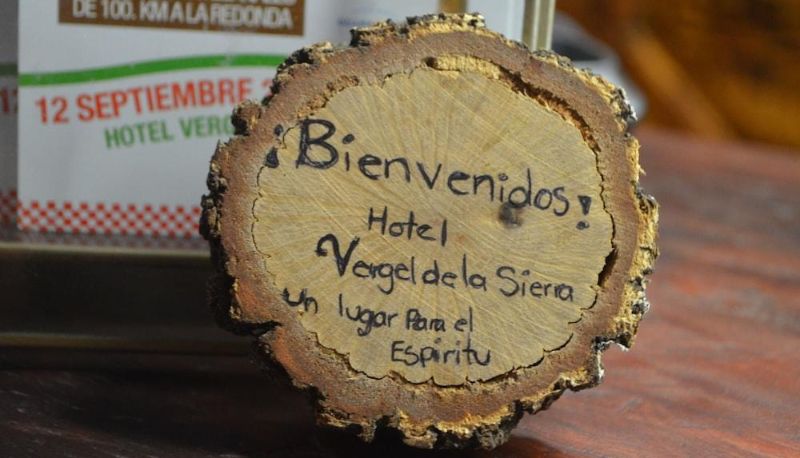 DE 100. KM A LA REDONDA
12 SEPTIEMBRE
HOTEL VERG
¡Bienvenidos!
Hotel
Vergel de la Sierra
un lugar Para el
Espíritu